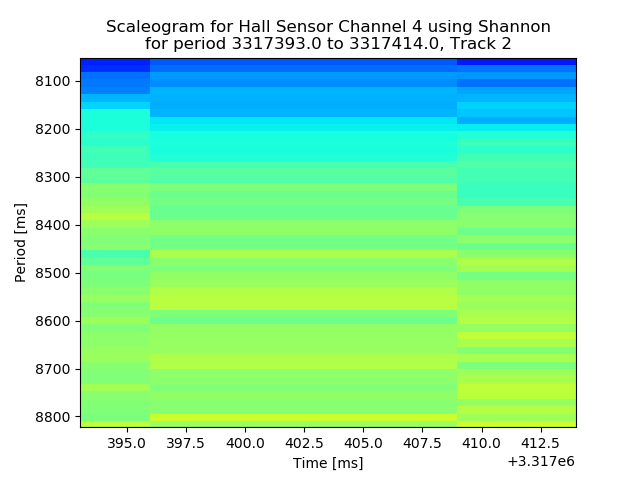 Scaleogram for Hall Sensor Channel 4 using Shannon
for period 3317393.0 to 3317414.0, Track 2
8100
8200
8300
8400
8500
8600
8700
8800
Period [ms]
395.0 397.5 400.0 402.5 405.0 407.5 410.0 412.5
Time [ms]
+3.317e6